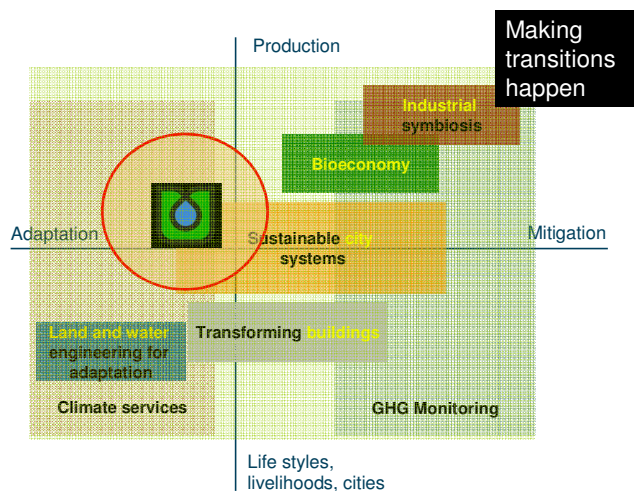 Production
Making
transitions
happen
Industrial
symbiosis
Bioeconomy
Adaptation
Sustainable city
systems
Mitigation
Land and water
engineering for
adaptation
Transforming buildings
Climate services
GHG Monitoring
Life styles,
livelihoods, cities